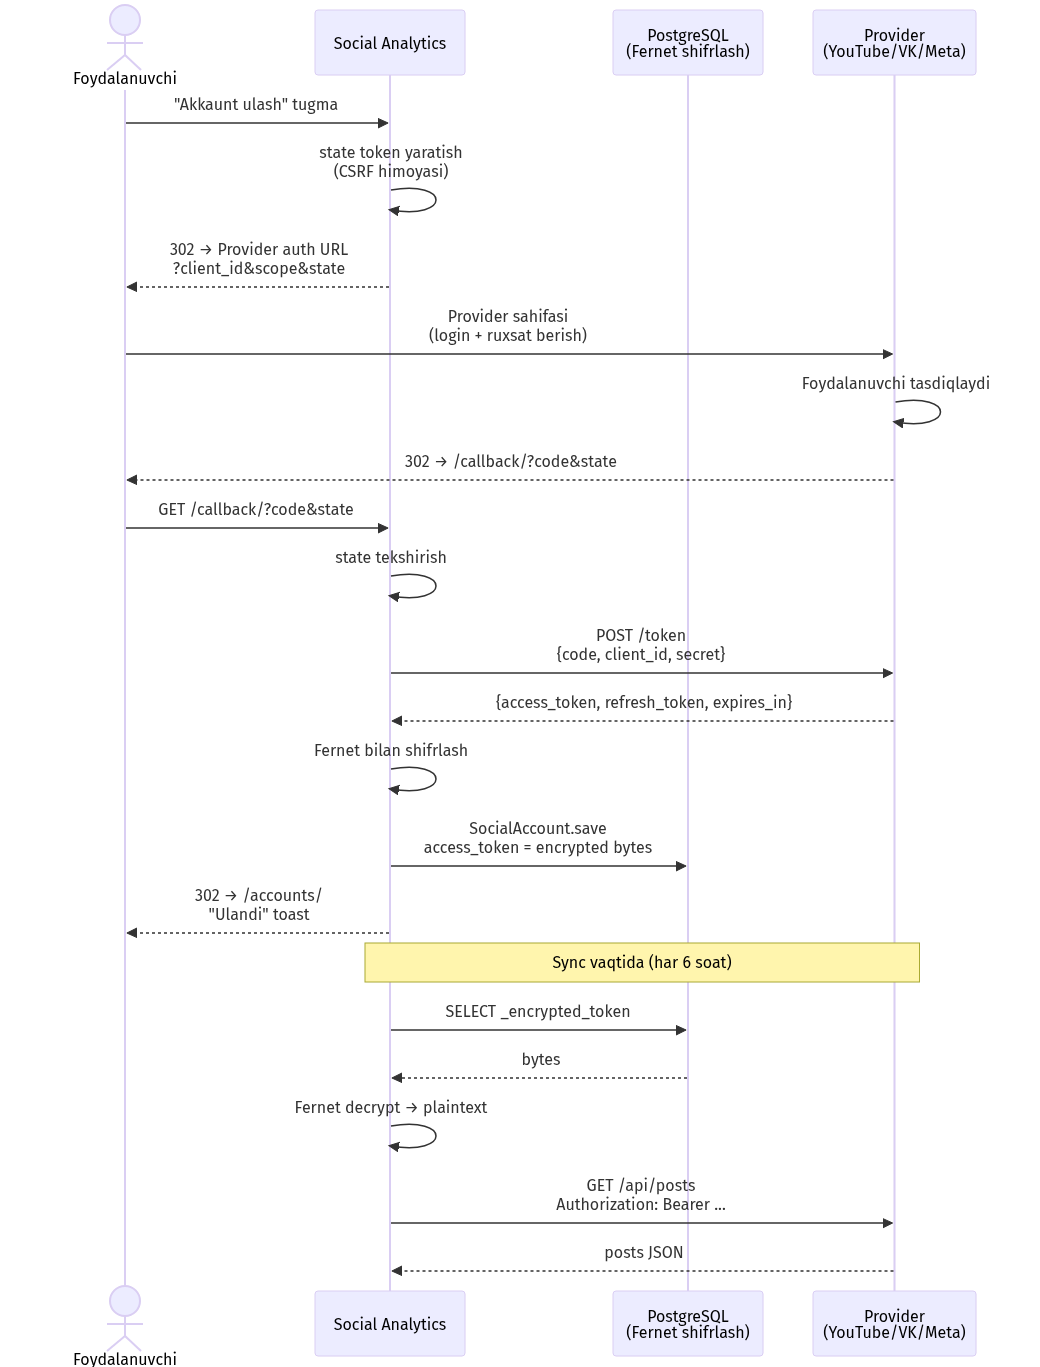 Foydalanuvchi
Social Analytics
PostgreSQL
(Fernet shifrlash)
Provider
(YouTube/VK/Meta)
"Akkaunt ulash" tugma
state token yaratish
(CSRF himoyasi)
302 → Provider auth URL
?client_id&scope&state
Provider sahifasi
(login + ruxsat berish)
Foydalanuvchi tasdiqlaydi
302 → /callback/?code&state
GET /callback/?code&state
state tekshirish
POST /token
{code, client_id, secret}
{access_token, refresh_token, expires_in}
Fernet bilan shifrlash
SocialAccount.save
access_token = encrypted bytes
302 → /accounts/
"Ulandi" toast
Sync vaqtida (har 6 soat)
SELECT _encrypted_token
bytes
Fernet decrypt → plaintext
GET /api/posts
Authorization: Bearer ...
posts JSON
Foydalanuvchi
Social Analytics
PostgreSQL
(Fernet shifrlash)
Provider
(YouTube/VK/Meta)